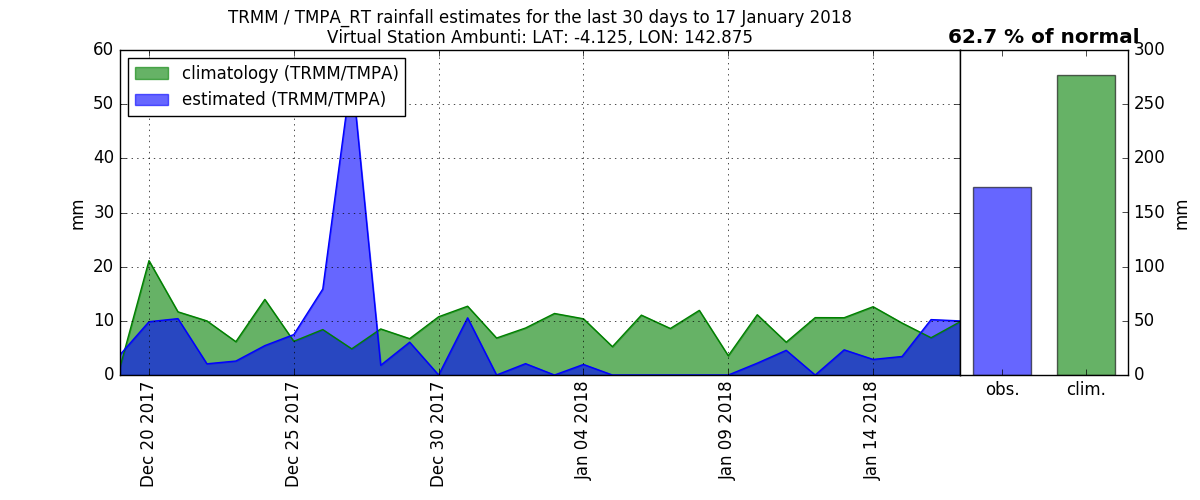 TRMM / TMPA_RT rainfall estimates for the last 30 days to 17 January 2018
Virtual Station Ambunti: LAT: -4.125, LON: 142.875
62.7 % of normal
climatology (TRMM/TMPA)
estimated (TRMM/TMPA)
60
50
40
30
20
10
0
mm
Dec 20 2017
Dec 25 2017
Dec 30 2017
Jan 04 2018
Jan 09 2018
Jan 14 2018
300
250
200
150
100
50
0
mm
obs.
clim.